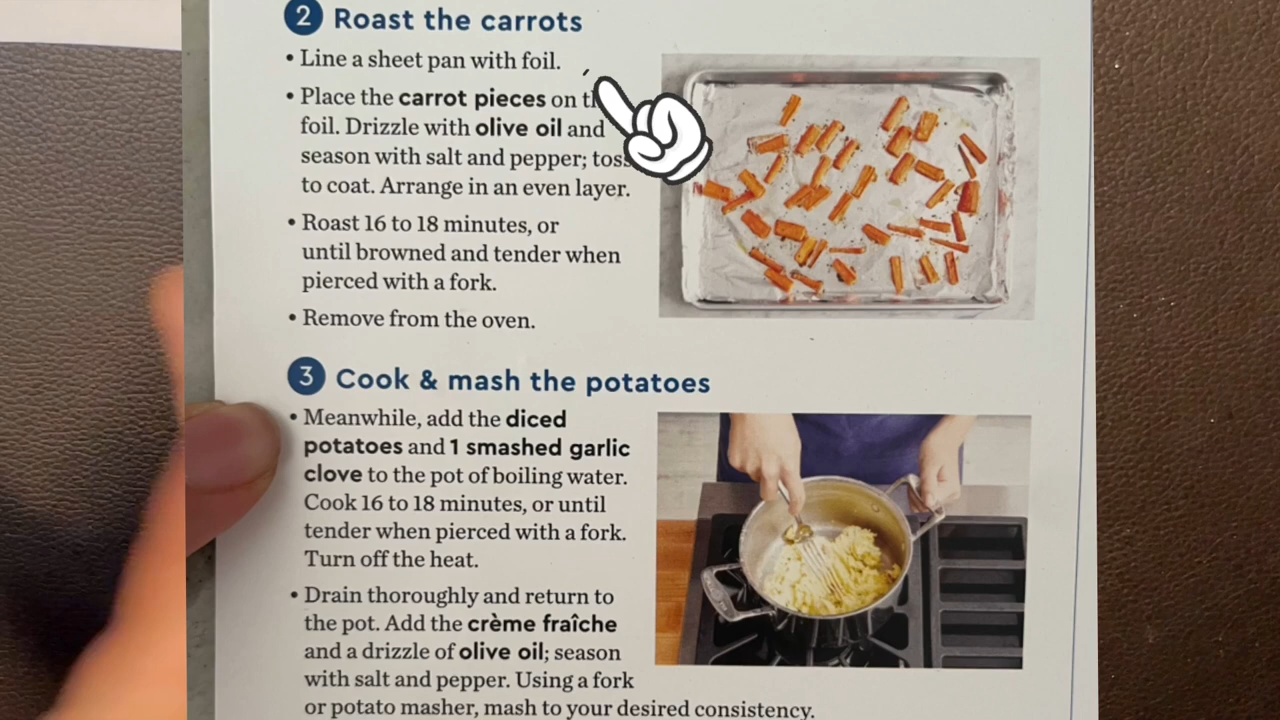 2 Roast the carrots
• Line a sheet pan with foil.
• Place the carrot pieces on
foil. Drizzle with olive oil and
season with salt and pepper; toss
to coat. Arrange in an even layer.
• Roast 16 to 18 minutes, or
until browned and tender when
pierced with a fork.
• Remove from the oven.
3 Cook & mash the potatoes
• Meanwhile, add the diced
potatoes and 1 smashed garlic
clove to the pot of boiling water.
Cook 16 to 18 minutes, or until
tender when pierced with a fork.
Turn off the heat.
• Drain thoroughly and return to
the pot. Add the crème fraîche
and a drizzle of olive oil; season
with salt and pepper. Using a fork
or potato masher, mash to your desired consistency.